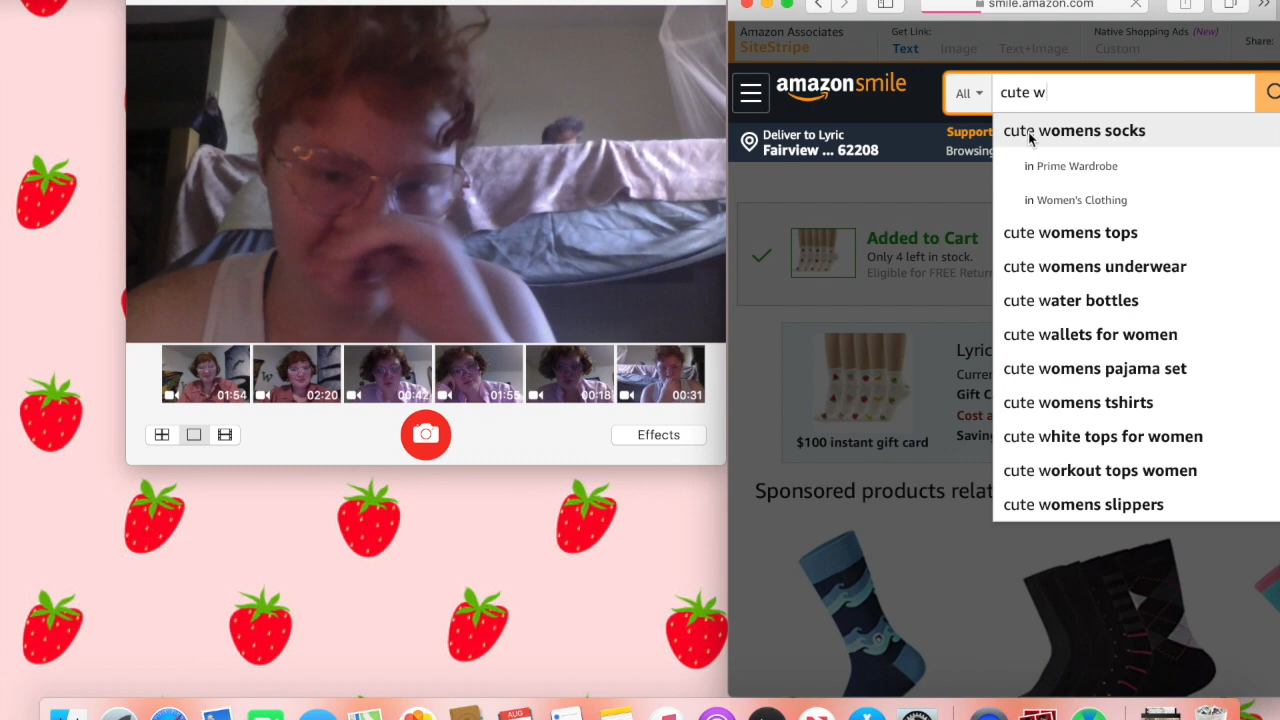 01:54
02:20
00:42
00:18
00:31
Effects
smile.amazon.com
Amazon Associates
SiteStripe
Get Link:
Text
Image
Text+Image
Native Shopping Ads (New)
Custom
Share:
amazonsmile
All
cute w
Deliver to Lyric
Fairview ... 62208
Support
Browsing
cute womens socks
in Prime Wardrobe
in Women's Clothing
cute womens tops
cute womens underwear
cute water bottles
cute wallets for women
cute womens pajama set
cute womens tshirts
cute white tops for women
cute workout tops women
cute womens slippers
Added to Cart
Only 4 left in stock.
Eligible for FREE Return
$100 instant gift card
Lyric
Curre
Gift C
Cost a
Savin
Sponsored products rela
AUG